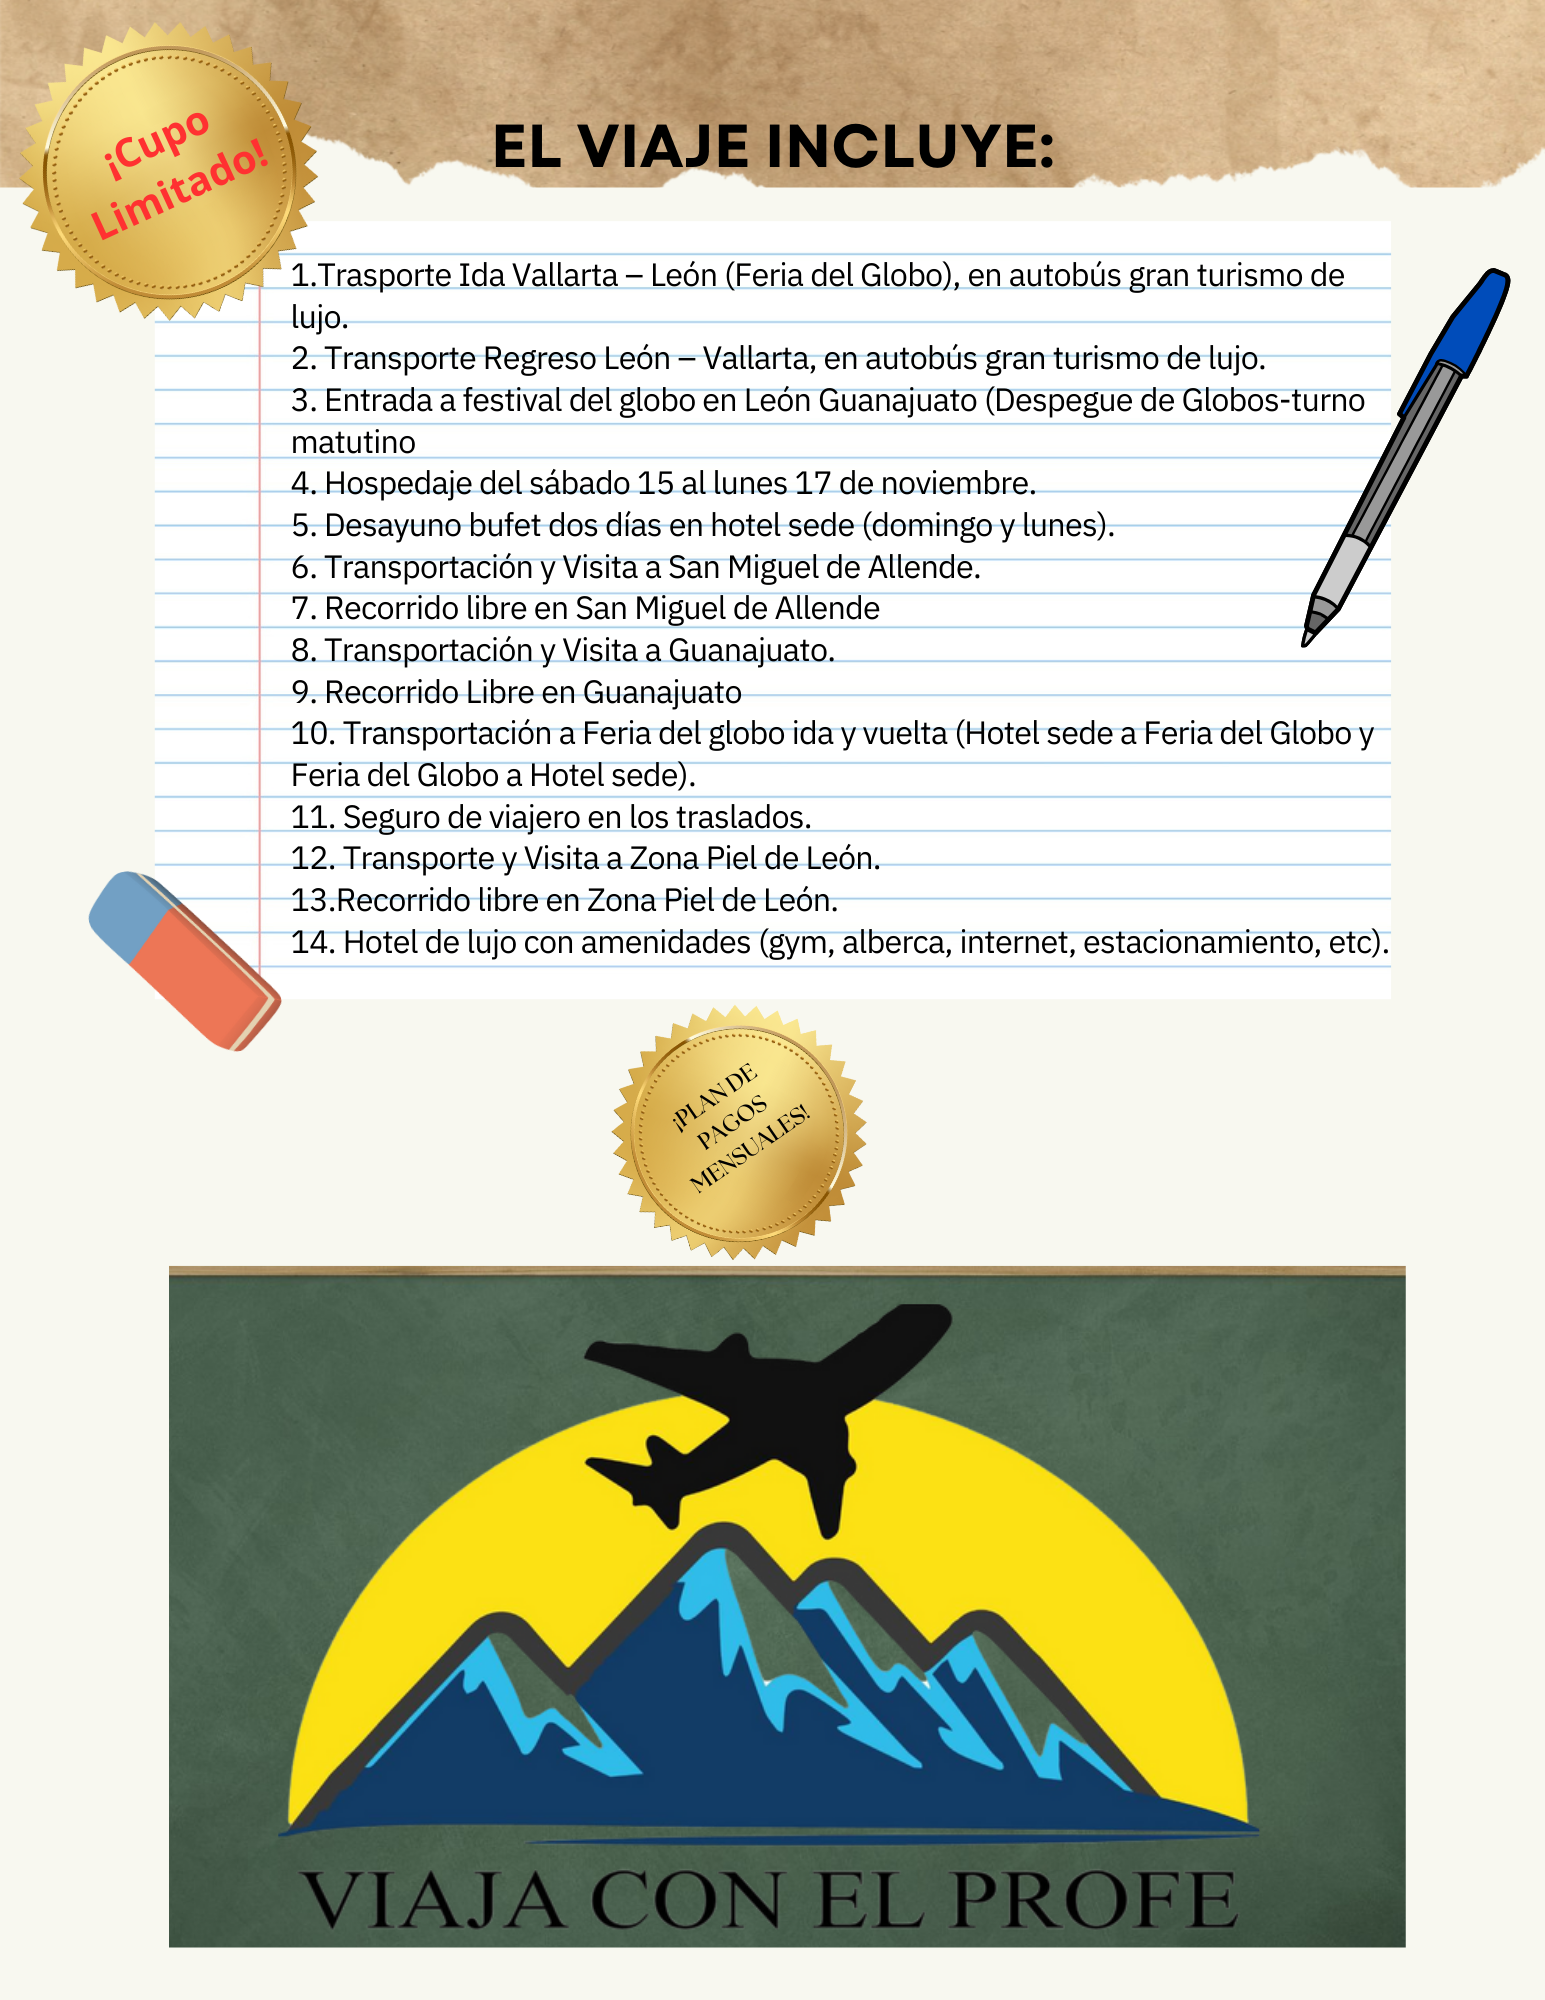 ¡Cupo
Limitado!
EL VIAJE INCLUYE:
1.Trasporte Ida Vallarta – León (Feria del Globo), en autobús gran turismo de
lujo.
2. Transporte Regreso León – Vallarta, en autobús gran turismo de lujo.
3. Entrada a festival del globo en León Guanajuato (Despegue de Globos-turno
matutino
4. Hospedaje del sábado 15 al lunes 17 de noviembre.
5. Desayuno bufet dos días en hotel sede (domingo y lunes).
6. Transportación y Visita a San Miguel de Allende.
7. Recorrido libre en San Miguel de Allende
8. Transportación y Visita a Guanajuato.
9. Recorrido Libre en Guanajuato
10. Transportación a Feria del globo ida y vuelta (Hotel sede a Feria del Globo y
Feria del Globo a Hotel sede).
11. Seguro de viajero en los traslados.
12. Transporte y Visita a Zona Piel de León.
13.Recorrido libre en Zona Piel de León.
14. Hotel de lujo con amenidades (gym, alberca, internet, estacionamiento, etc).
¡PLAN DE
PAGOS
MENSUALES!
VIAJA CON EL PROFE